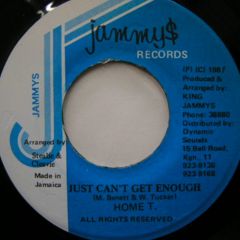 jammy$
RECORDS
JAMMYS
(P) (C) 1987
Produced and
Arranged by:
KING
JAMMYS
Phone: 38880
Distributed by:
Dynamic
Sounds
15 Bell Road,
Kgn. 11
923-9138
923-9168
Arranged by
Steelie &
Cleevie
Made in
Jamaica
JUST CAN'T GET ENOUGH
(M. Benett & W. Tucker)
HOME T.
ALL RIGHTS RESERVED